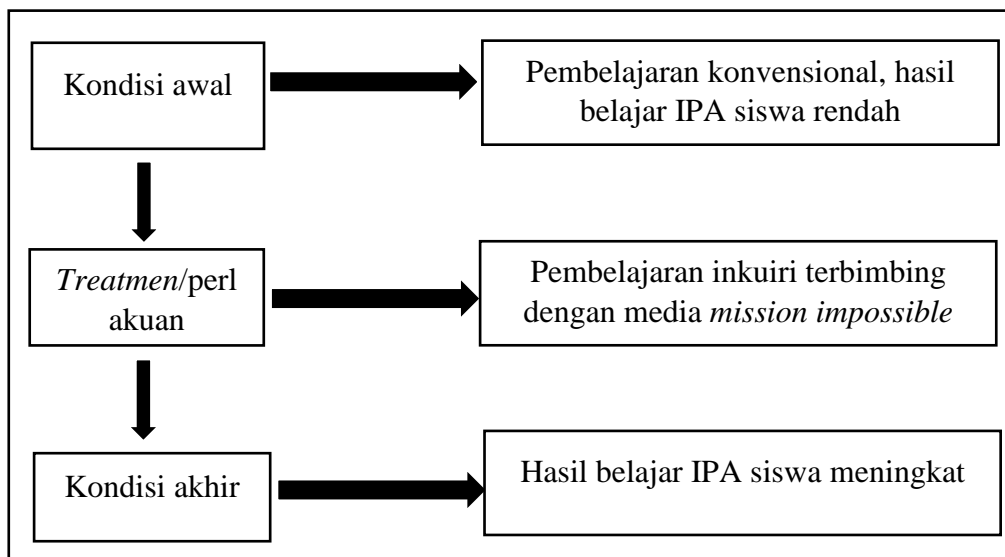 Kondisi awal
Pembelajaran konvensional, hasil
belajar IPA siswa rendah
Treatmen/perl
akuan
Pembelajaran inkuiri terbimbing
dengan media mission impossible
Kondisi akhir
Hasil belajar IPA siswa meningkat